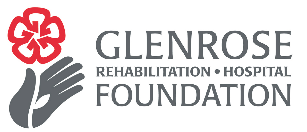 GLENROSE
REHABILITATION • HOSPITAL
FOUNDATION